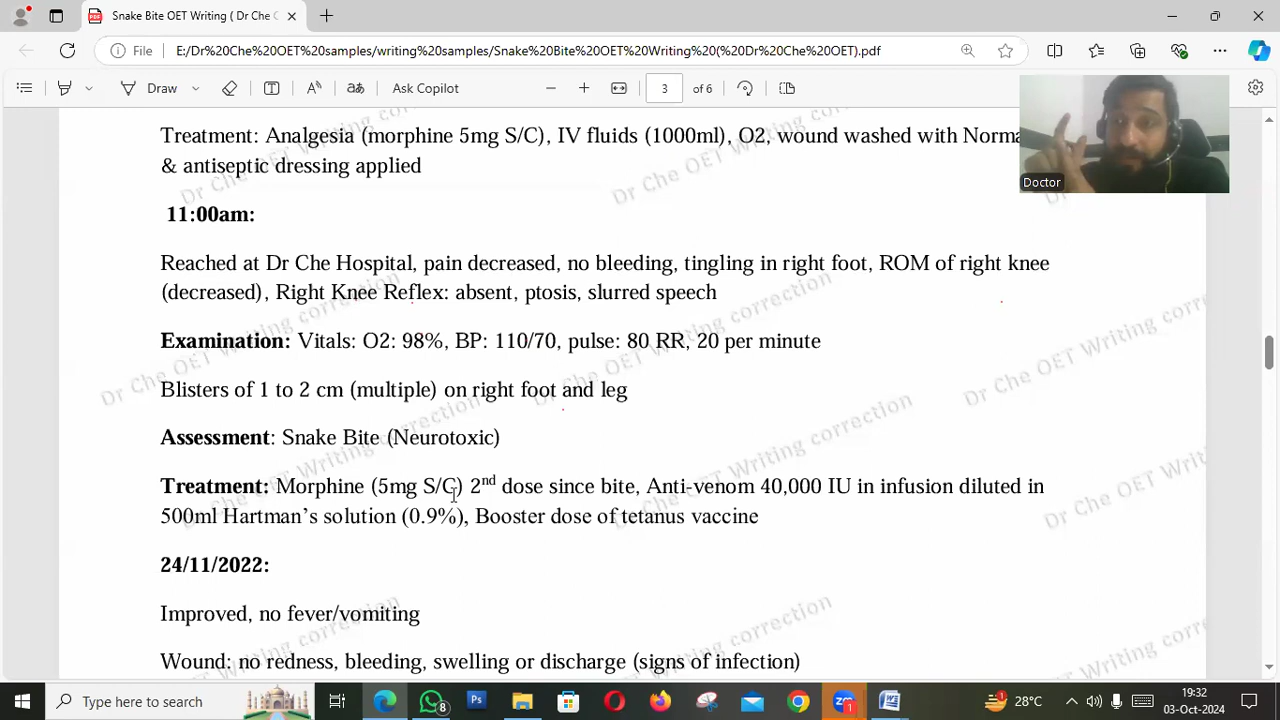 Snake Bite OET Writing ( Dr Che C
File
E:/Dr%20Che%20OET%20samples/writing%20samples/Snake%20Bite%20OET%20Writing%20(%20Dr%20Che%20OET).pdf
Draw
Ask Copilot
3 of 6
Treatment: Analgesia (morphine 5mg S/C), IV fluids (1000ml), O2, wound washed with Norma
& antiseptic dressing applied
Doctor
11:00am:
Reached at Dr Che Hospital, pain decreased, no bleeding, tingling in right foot, ROM of right knee
(decreased), Right Knee Reflex: absent, ptosis, slurred speech
Examination: Vitals: O2: 98%, BP: 110/70, pulse: 80 RR, 20 per minute
Blisters of 1 to 2 cm (multiple) on right foot and leg
Assessment: Snake Bite (Neurotoxic)
Treatment: Morphine (5mg S/C) 2nd dose since bite, Anti-venom 40,000 IU in infusion diluted in
500ml Hartman's solution (0.9%), Booster dose of tetanus vaccine
24/11/2022:
Improved, no fever/vomiting
Wound: no redness, bleeding, swelling or discharge (signs of infection)
Dr Che OET Writing correction
Type here to search
28°C
19:32
03-Oct-2024